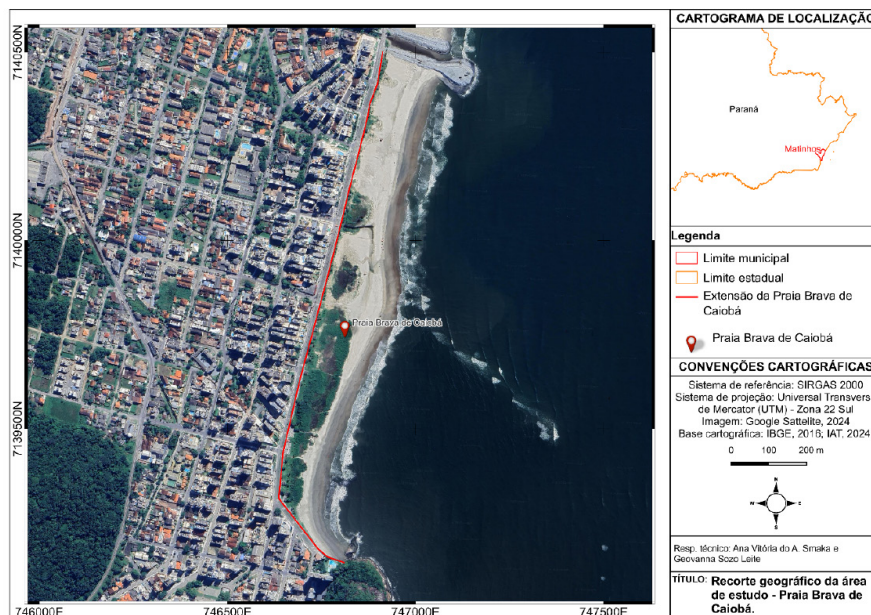 CARTOGRAMA DE LOCALIZAÇÃO
Paraná
Matinhos
Legenda
Limite municipal
Limite estadual
Extensão da Praia Brava de
Caiobá
Praia Brava de Caiobá
CONVENÇÕES CARTOGRÁFICAS
Sistema de referência: SIRGAS 2000
Sistema de projeção: Universal Transvers
de Mercator (UTM) - Zona 22 Sul
Imagem: Google Sattelite, 2024
Base cartográfica: IBGE, 2016; IAT, 2024
0 100 200 m
N
W E
S
Resp. técnico: Ana Vitória do A. Smaka e
Geovanna Sozo Leite
TÍTULO: Recorte geográfico da área
de estudo - Praia Brava de
Caiobá.
7140500N
7140000N
7139500N
Praia Brava de Caiobá
746000E 746500E 747000E 747500E